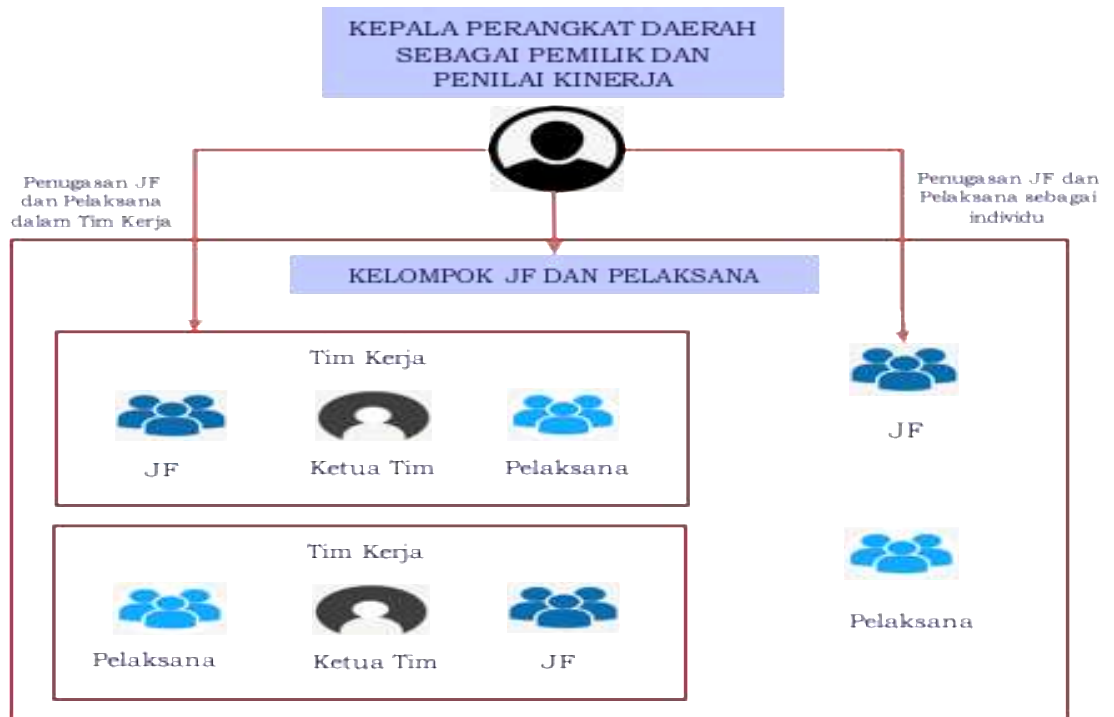 KEPALA PERANGKAT DAERAH
SEBAGAI PEMILIK DAN
PENILAI KINERJA
Penugasan JF
dan Pelaksana
dalam Tim Kerja
Penugasan JF dan
Pelaksana sebagai
individu
KELOMPOK JF DAN PELAKSANA
Tim Kerja
JF
Ketua Tim
Pelaksana
JF
Tim Kerja
Pelaksana
Ketua Tim
JF
Pelaksana